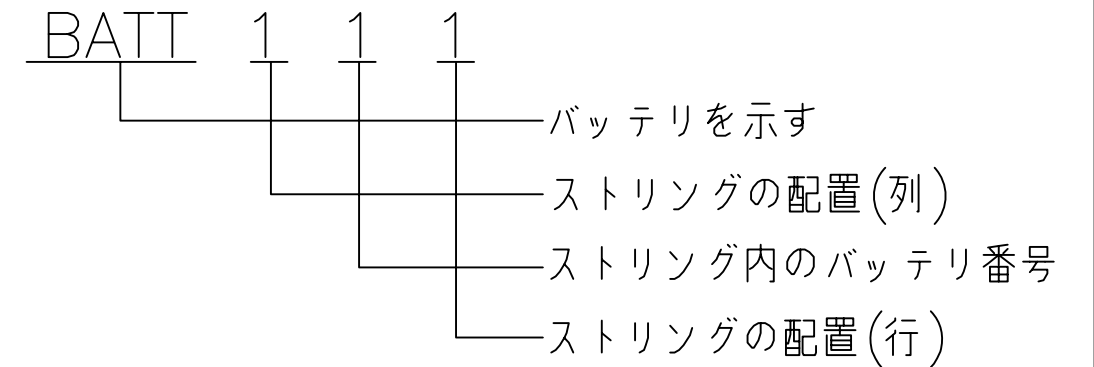 BATT 1 1 1
バッテリを示す
ストリングの配置(列)
ストリング内のバッテリ番号
ストリングの配置(行)